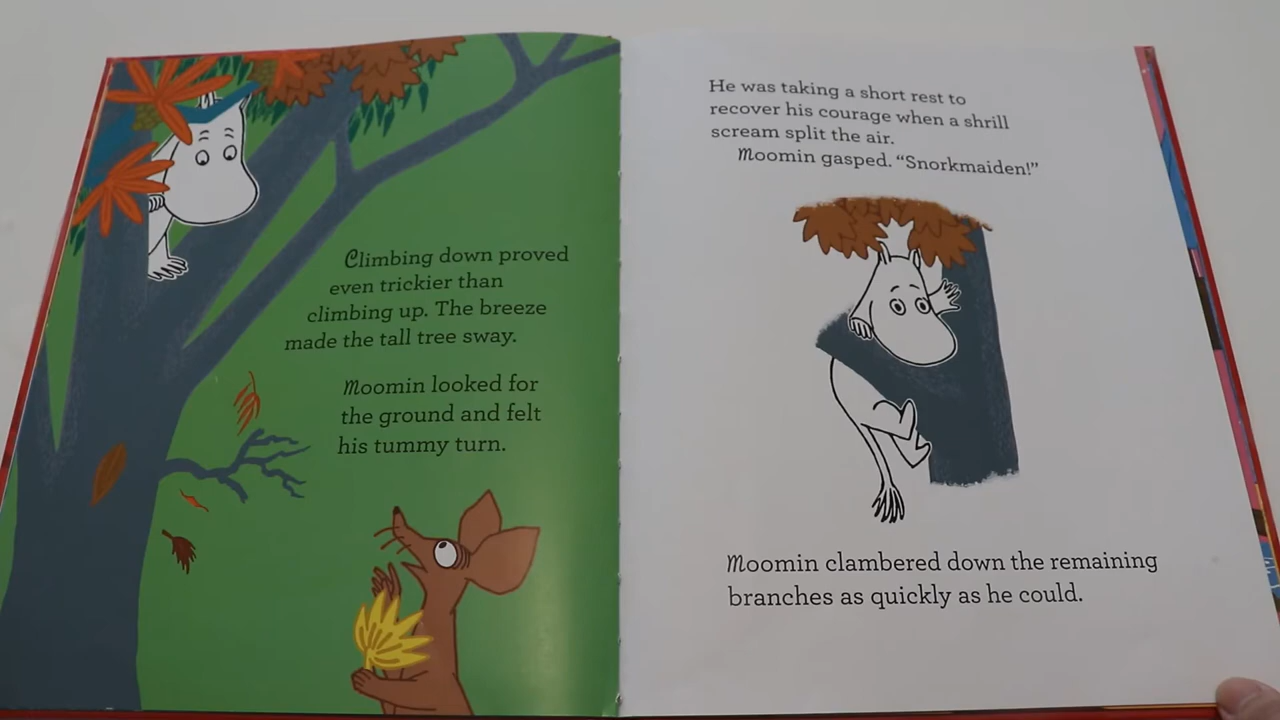 Climbing down proved
even trickier than
climbing up. The breeze
made the tall tree sway.
Moomin looked for
the ground and felt
his tummy turn.
He was taking a short rest to
recover his courage when a shrill
scream split the air.
Moomin gasped. “Snorkmaiden!”
Moomin clambered down the remaining
branches as quickly as he could.